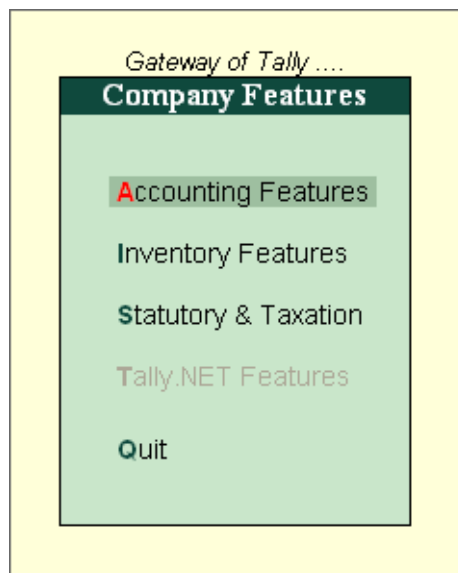 Gateway of Tally ....
Company Features
Accounting Features
Inventory Features
Statutory & Taxation
Tally.NET Features
Quit